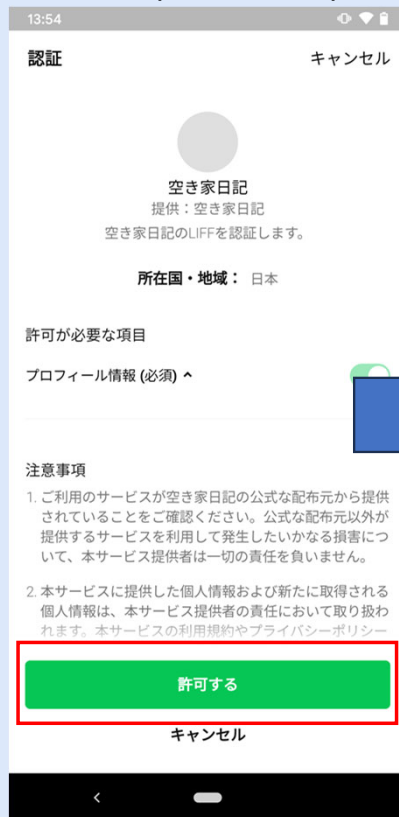 13:54
認証 キャンセル
空き家日記
提供：空き家日記
空き家日記のLIFFを認証します。
所在国・地域： 日本
許可が必要な項目
プロフィール情報 (必須)
注意事項
1. ご利用のサービスが空き家日記の公式な配布元から提供
されていることをご確認ください。公式な配布元以外が
提供するサービスを利用して発生したいかなる損害につ
いて、本サービス提供者は一切の責任を負いません。
2. 本サービスに提供した個人情報および新たに取得される
個人情報は、本サービス提供者の責任において取り扱わ
れます。本サービスの利用規約やプライバシーポリシー
許可する
キャンセル